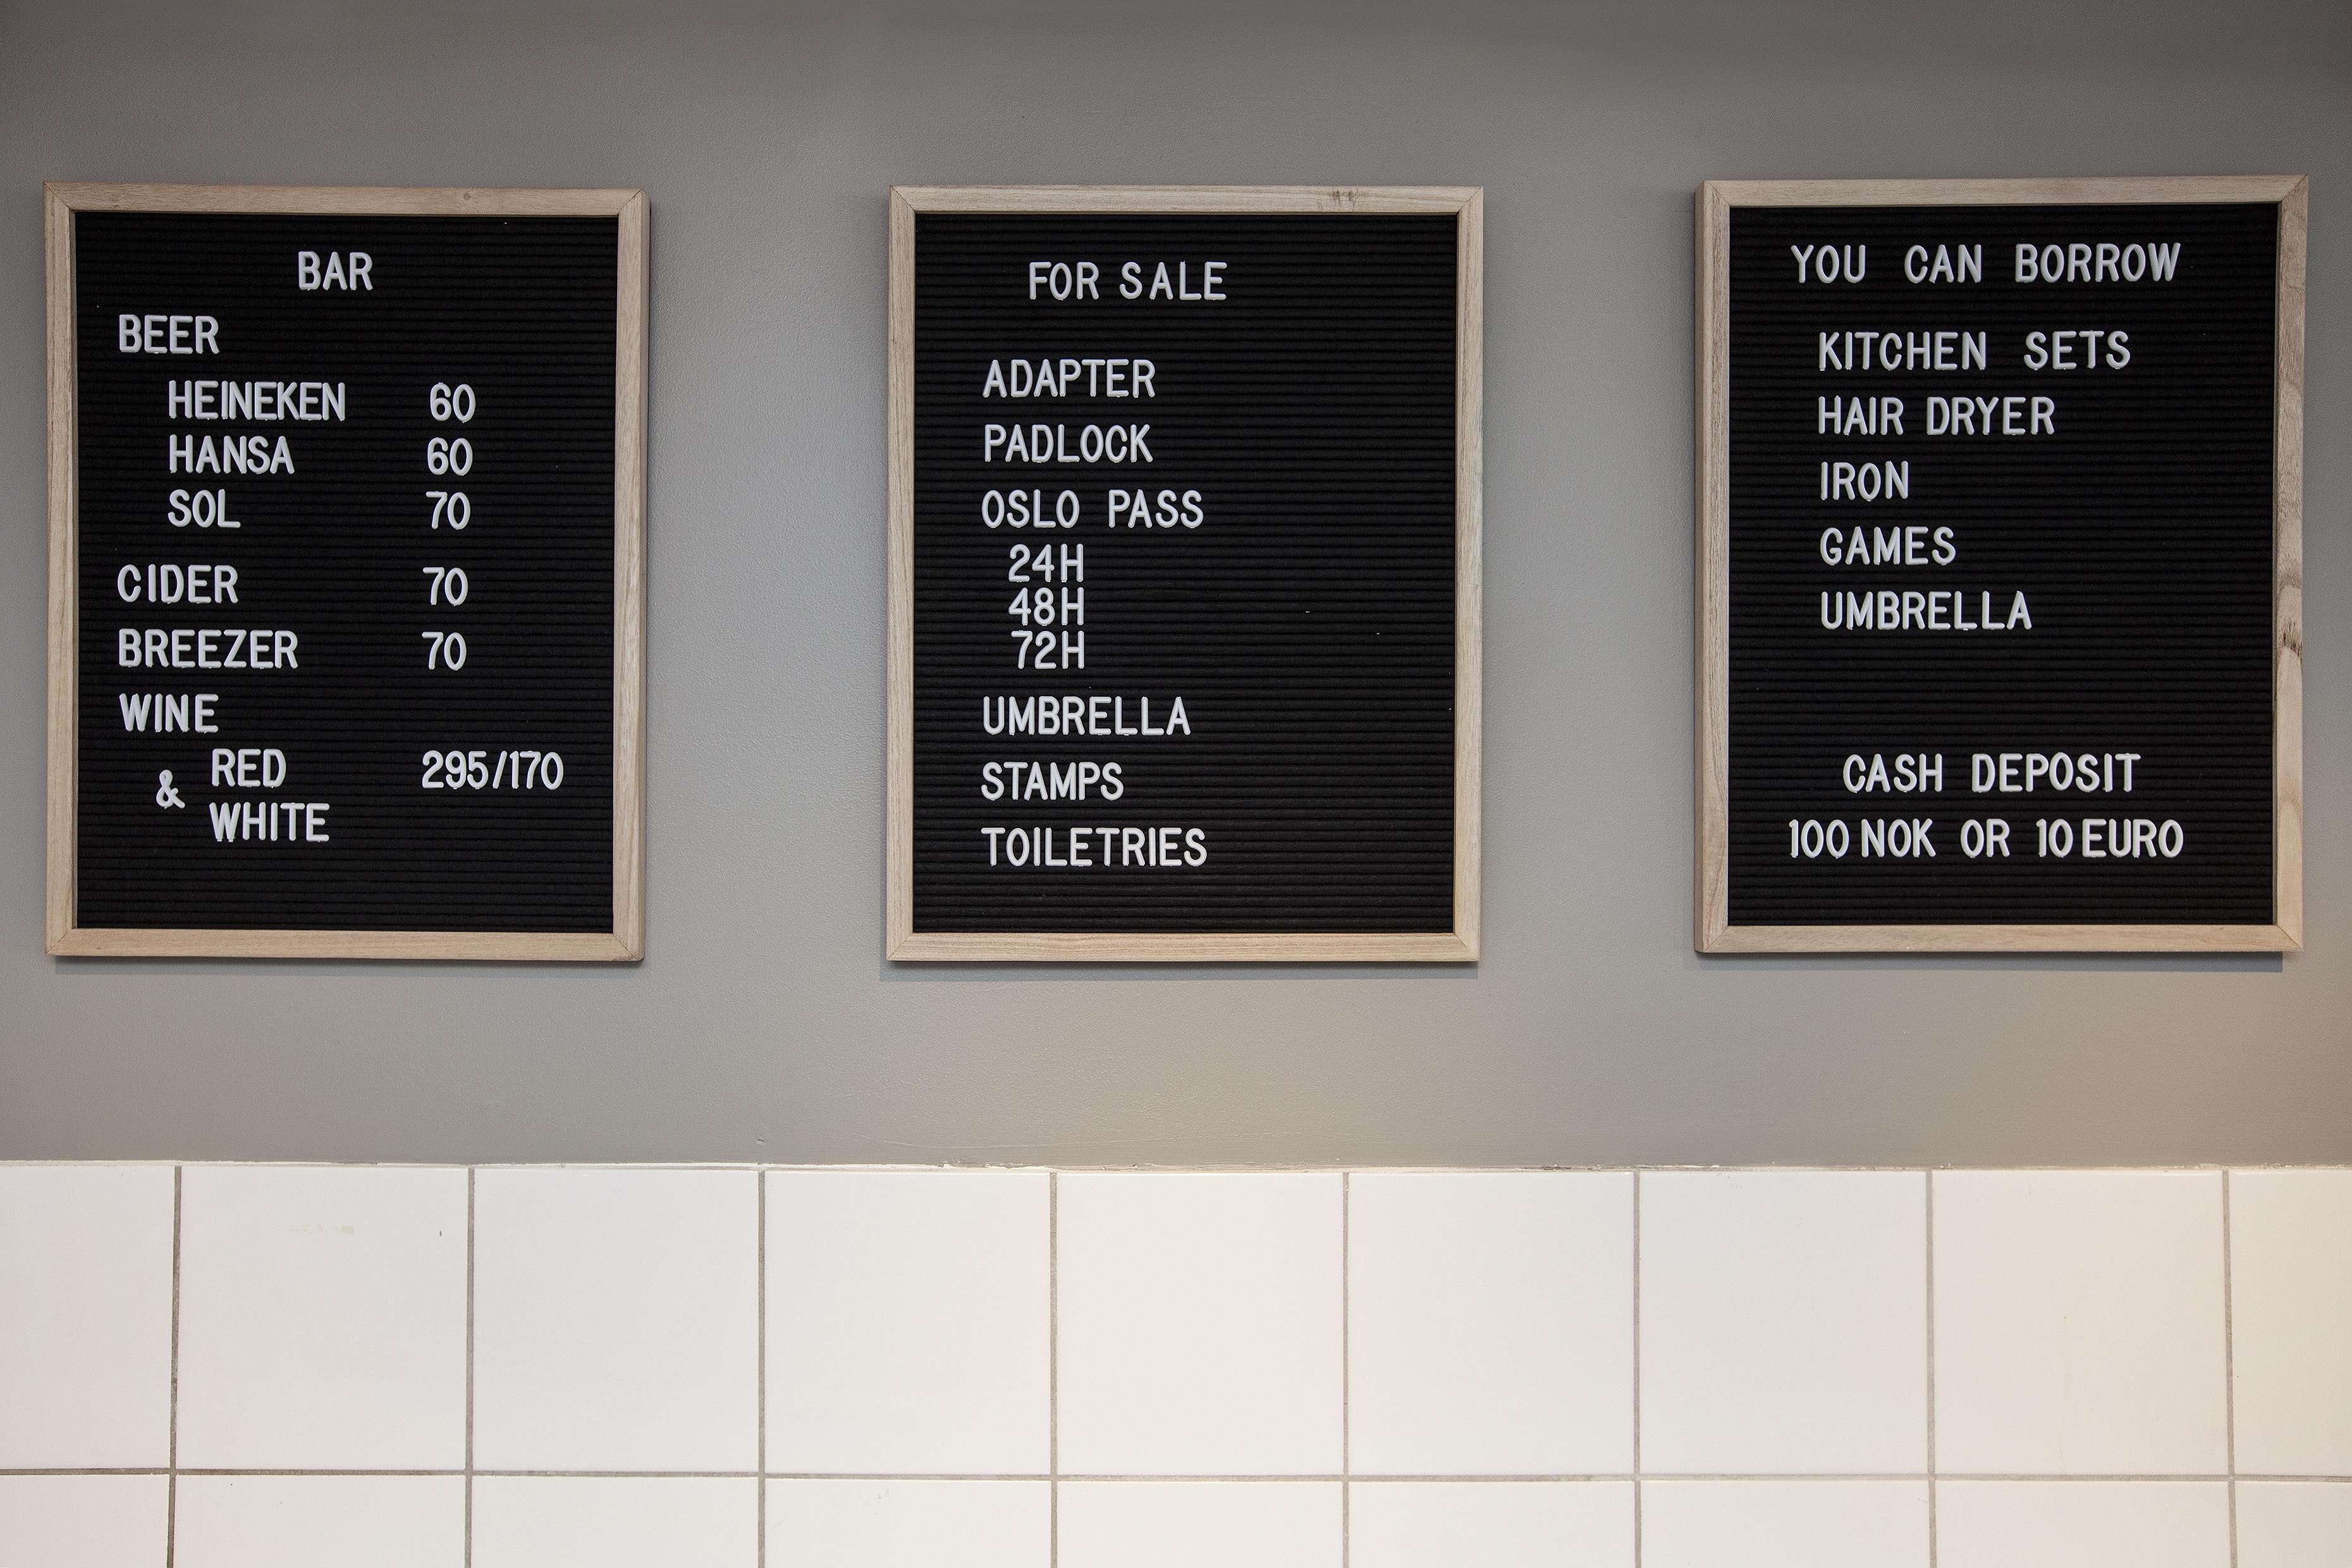 BAR
BEER
HEINEKEN 60
HANSA 60
SOL 70
CIDER 70
BREEZER 70
WINE
RED 295/170
&
WHITE
FOR SALE
ADAPTER
PADLOCK
OSLO PASS
24H
48H
72H
UMBRELLA
STAMPS
TOILETRIES
YOU CAN BORROW
KITCHEN SETS
HAIR DRYER
IRON
GAMES
UMBRELLA
CASH DEPOSIT
100 NOK OR 10 EURO